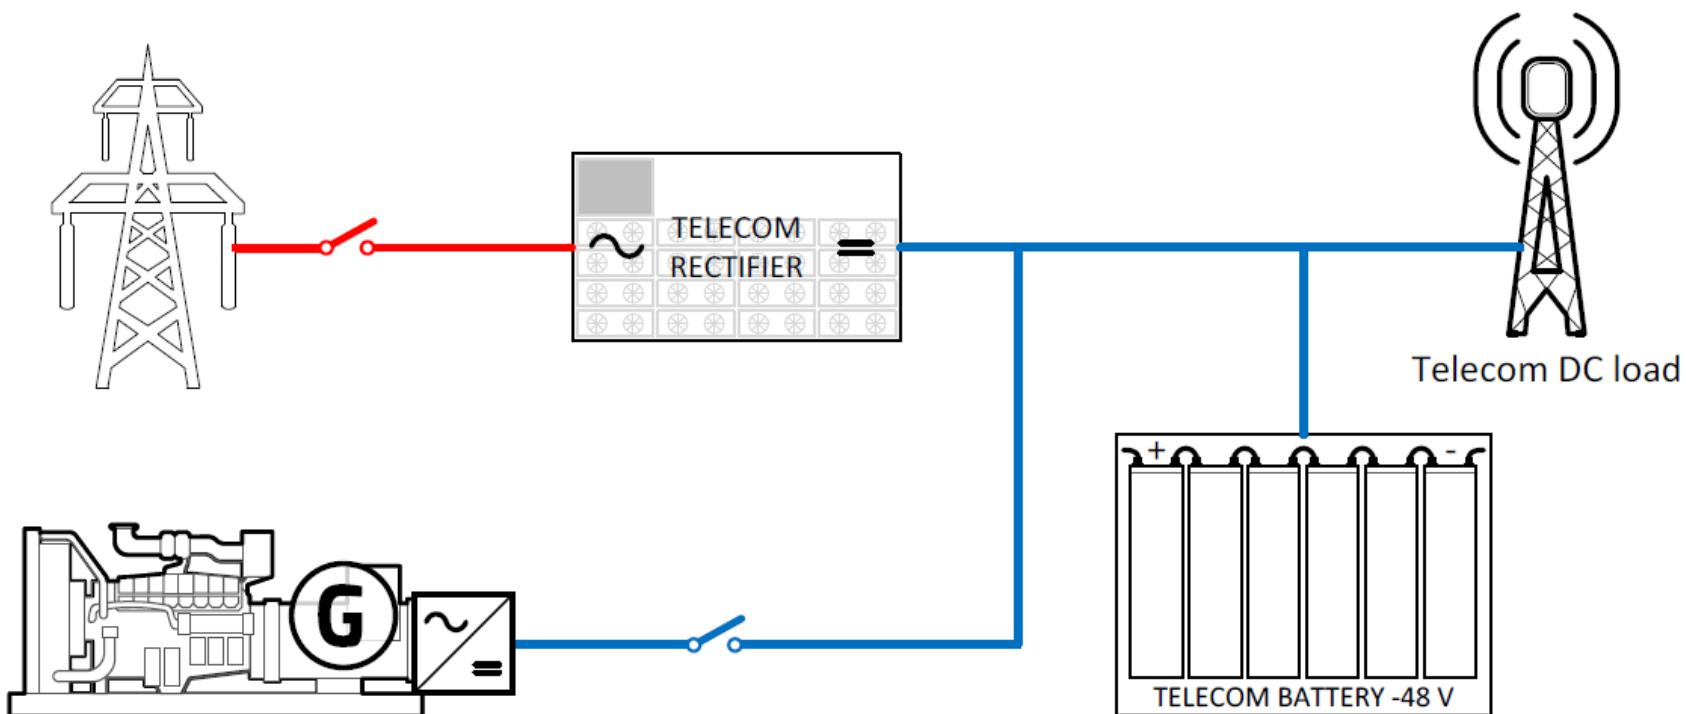 TELECOM
RECTIFIER
Telecom DC load
+ -
G
TELECOM BATTERY -48 V